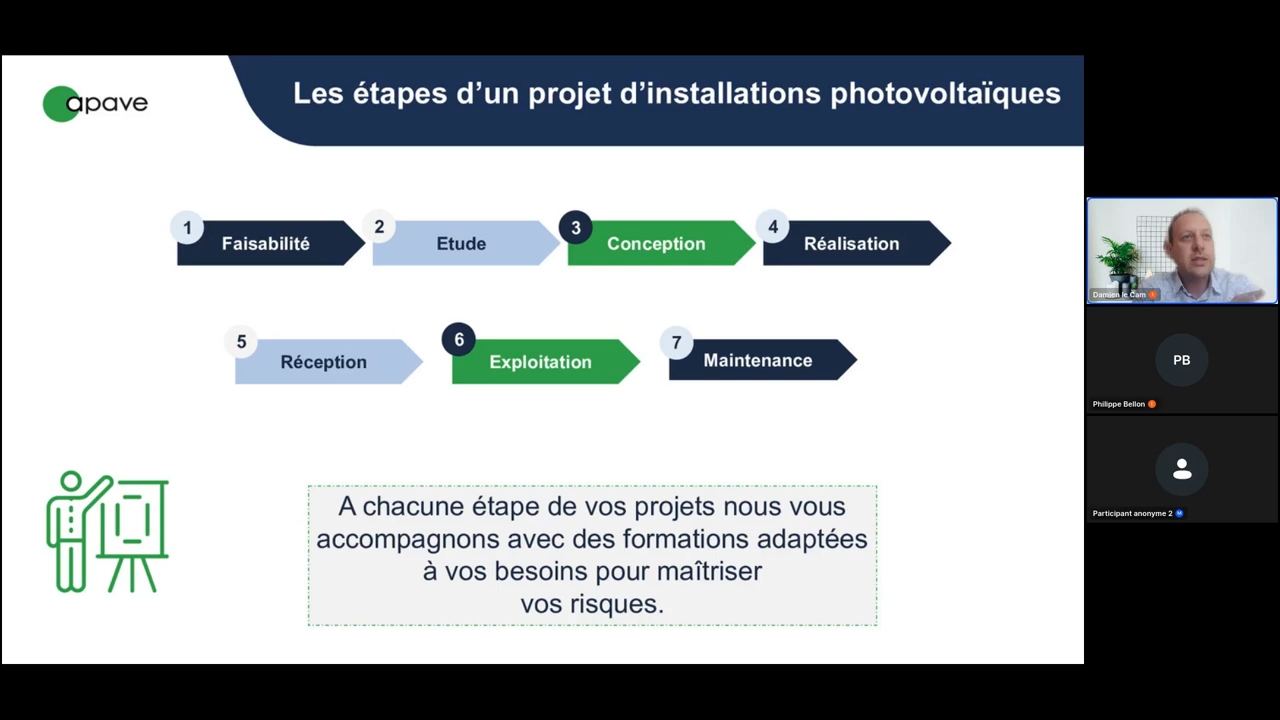 apave
Les étapes d'un projet d'installations photovoltaïques
1
Faisabilité
2
Etude
3
Conception
4
Réalisation
5
Réception
6
Exploitation
7
Maintenance
A chacune étape de vos projets nous vous
accompagnons avec des formations adaptées
à vos besoins pour maîtriser
vos risques.
Damien le Cam
PB
Philippe Bellon
Participant anonyme 2
M